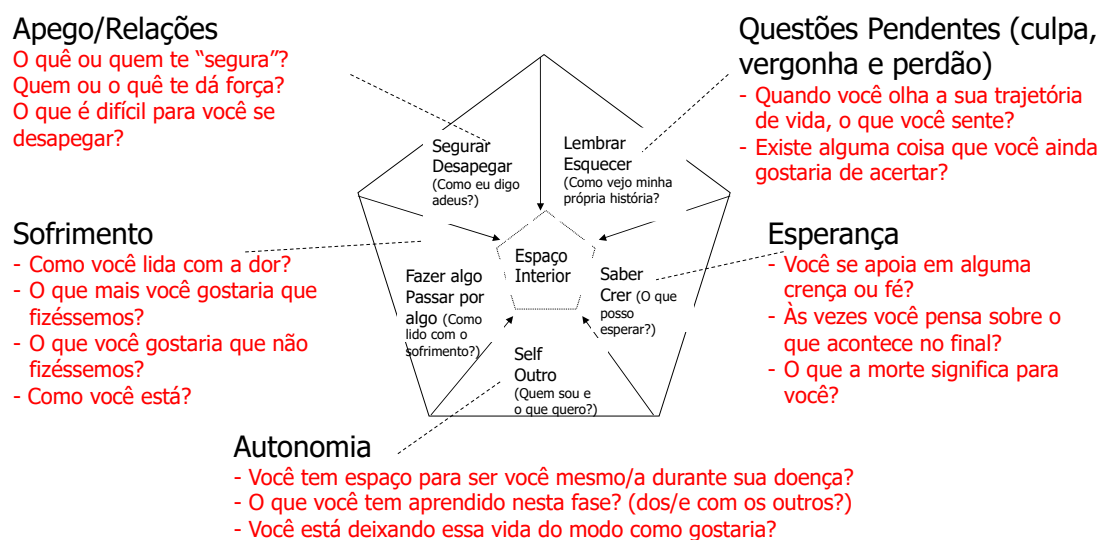 Apego/Relações
O quê ou quem te “segura”?
Quem ou o quê te dá força?
O que é difícil para você se
desapegar?
Questões Pendentes (culpa,
vergonha e perdão)
- Quando você olha a sua trajetória
de vida, o que você sente?
- Existe alguma coisa que você ainda
gostaria de acertar?
Segurar
Desapegar
(Como eu digo
adeus?)
Lembrar
Esquecer
(Como vejo minha
própria história?
Sofrimento
- Como você lida com a dor?
- O que mais você gostaria que
fizéssemos?
- O que você gostaria que não
fizéssemos?
- Como você está?
Fazer algo
Passar por
algo (Como
lido com o
sofrimento?)
Espaço
Interior
Saber
Crer (O que
posso
esperar?)
Esperança
- Você se apoia em alguma
crença ou fé?
- Às vezes você pensa sobre o
que acontece no final?
- O que a morte significa para
você?
Self
Outro
(Quem sou e
o que quero?)
Autonomia
- Você tem espaço para ser você mesmo/a durante sua doença?
- O que você tem aprendido nesta fase? (dos/e com os outros?)
- Você está deixando essa vida do modo como gostaria?